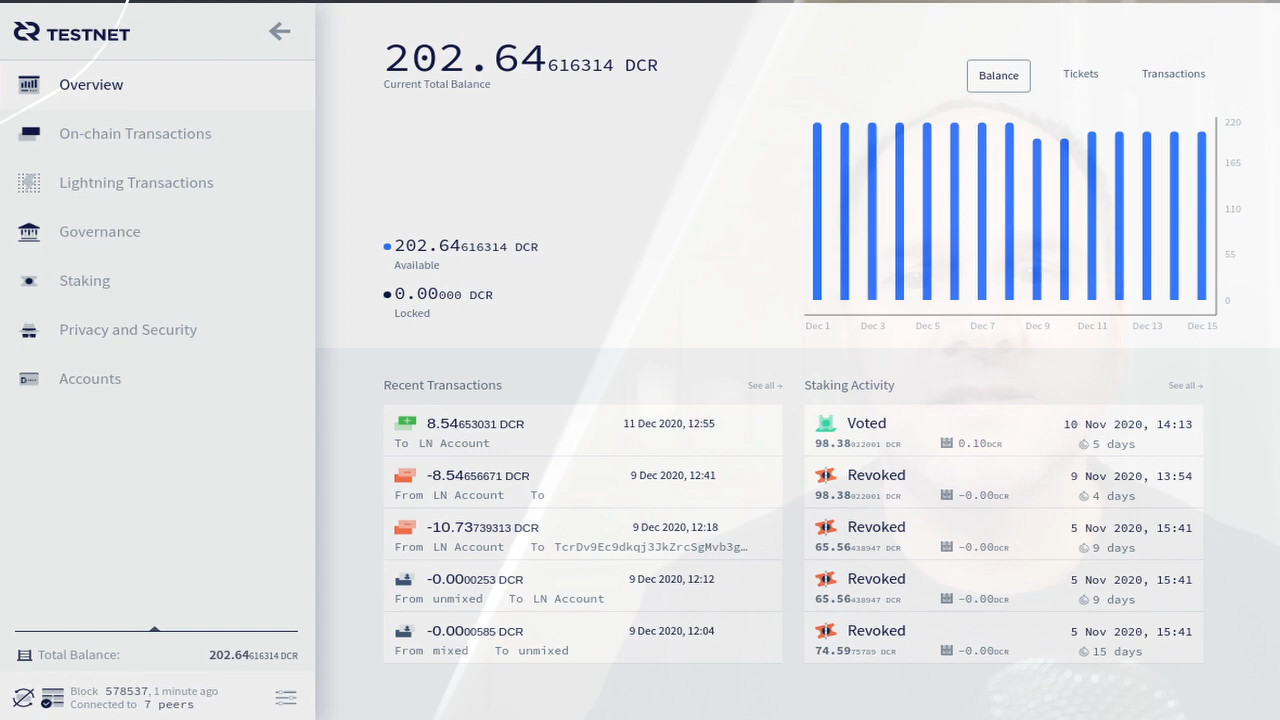 TESTNET
Overview
On-chain Transactions
Lightning Transactions
Governance
Staking
Privacy and Security
Accounts
Total Balance: 202.64616314 DCR
Block 578537, 1 minute ago
Connected to 7 peers
202.64616314 DCR
Current Total Balance
202.64616314 DCR
Available
0.00000 DCR
Locked
Balance Tickets Transactions
220
165
110
55
0
Dec 1 Dec 3 Dec 5 Dec 7 Dec 9 Dec 11 Dec 13 Dec 15
Recent Transactions See all →
8.54653031 DCR 11 Dec 2020, 12:55
To LN Account
-8.54656671 DCR 9 Dec 2020, 12:41
From LN Account To
-10.73739313 DCR 9 Dec 2020, 12:18
From LN Account To TcrDv9Ec9dkqj3JkZrcSgMvb3g…
-0.0000253 DCR 9 Dec 2020, 12:12
From unmixed To LN Account
-0.0000585 DCR 9 Dec 2020, 12:04
From mixed To unmixed
Staking Activity See all →
Voted 10 Nov 2020, 14:13
98.38022001 DCR 0.10DCR 5 days
Revoked 9 Nov 2020, 13:54
98.38022001 DCR -0.00DCR 4 days
Revoked 5 Nov 2020, 15:41
65.56438947 DCR -0.00DCR 9 days
Revoked 5 Nov 2020, 15:41
65.56438947 DCR -0.00DCR 9 days
Revoked 5 Nov 2020, 15:41
74.5975789 DCR -0.00DCR 15 days